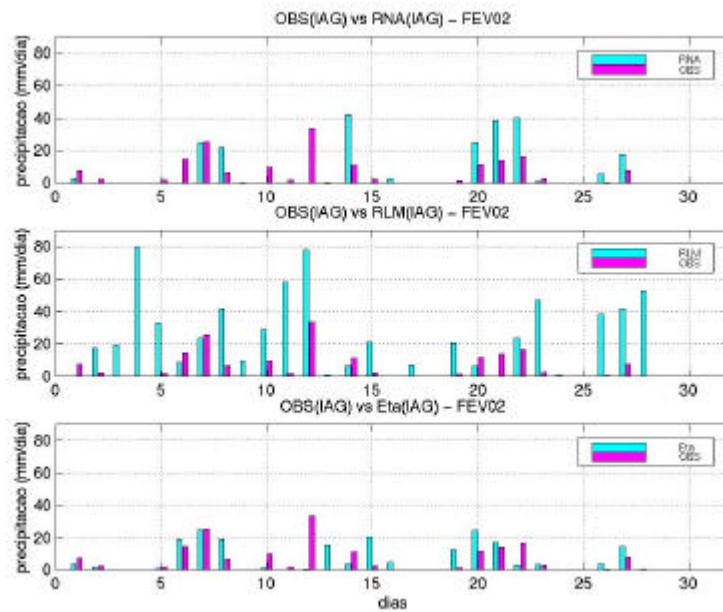 OBS(IAG) vs RNA(IAG) – FEV02
precipitacao (mm/dia)
80
60
40
20
0
RNA
OBS
0 5 10 15 20 25 30
OBS(IAG) vs RLM(IAG) – FEV02
precipitacao (mm/dia)
80
60
40
20
0
RLM
OBS
0 5 10 15 20 25 30
OBS(IAG) vs Eta(IAG) – FEV02
precipitacao (mm/dia)
80
60
40
20
0
Eta
OBS
0 5 10 15 20 25 30
dias